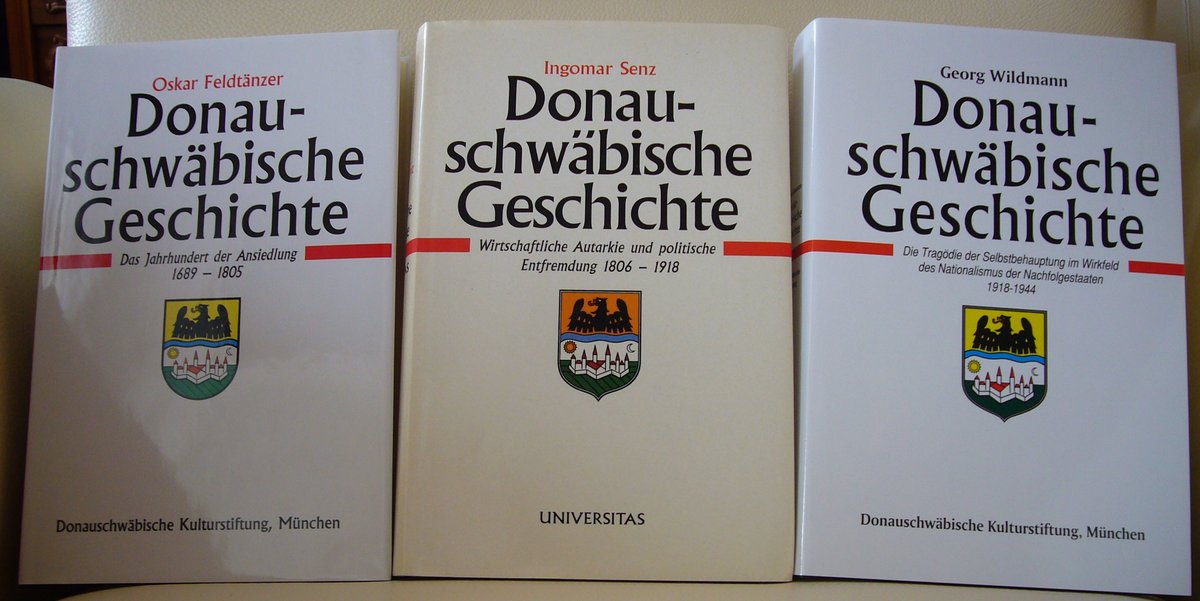 Oskar Feldtänzer
Donau-
schwäbische
Geschichte
Das Jahrhundert der Ansiedlung
1689 – 1805
Donauschwäbische Kulturstiftung, München
Ingomar Senz
Donau-
schwäbische
Geschichte
Wirtschaftliche Autarkie und politische
Entfremdung 1806 – 1918
UNIVERSITAS
Georg Wildmann
Donau-
schwäbische
Geschichte
Die Tragödie der Selbstbehauptung im Wirkfeld
des Nationalismus der Nachfolgestaaten
1918-1944
Donauschwäbische Kulturstiftung, München